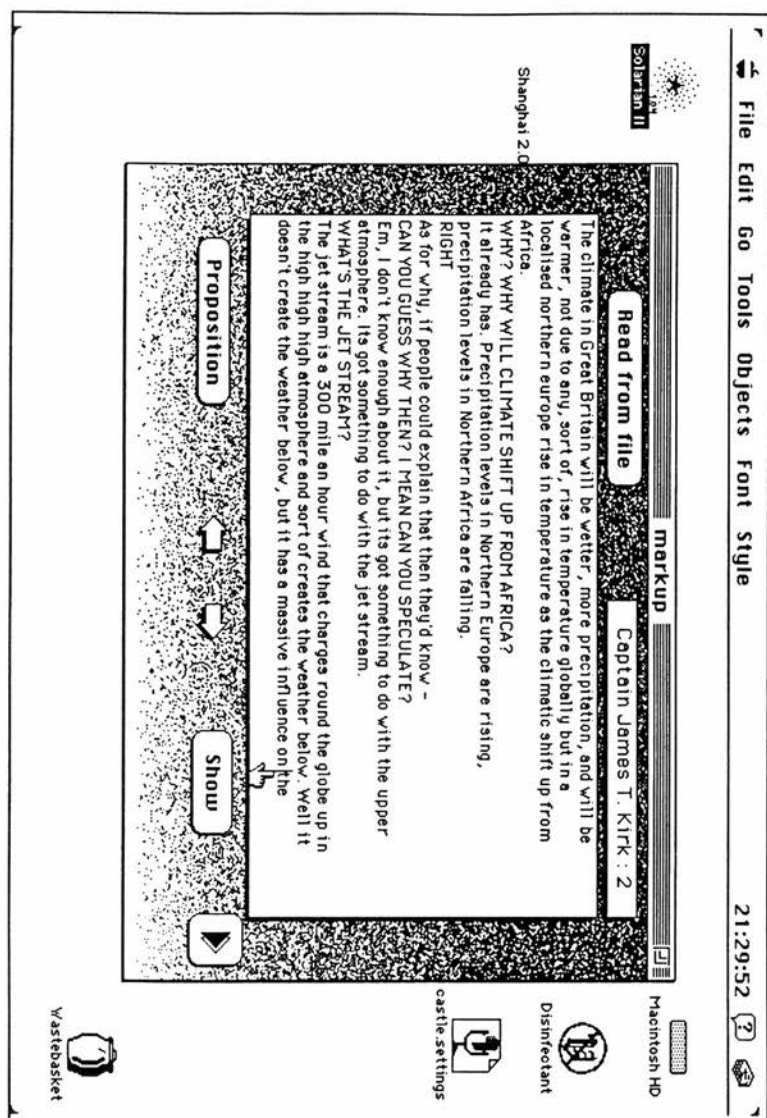 File Edit Go Tools Objects Font Style 21:29:52
Solarian II
Shanghai 2.0
markup
Read from file
Captain James T. Kirk : 2
The climate in Great Britain will be wetter, more precipitation, and will be
warmer, not due to any, sort of, rise in temperature globally but in a
localised northern europe rise in temperature as the climatic shift up from
Africa.
WHY? WHY WILL CLIMATE SHIFT UP FROM AFRICA?
It already has. Precipitation levels in Northern Europe are rising,
precipitation levels in Northern Africa are falling.
RIGHT
As for why, if people could explain that then they'd know -
CAN YOU GUESS WHY THEN? I MEAN CAN YOU SPECULATE?
Em, I don't know enough about it, but its got something to do with the upper
atmosphere. Its got something to do with the jet stream.
WHAT'S THE JET STREAM?
The jet stream is a 300 mile an hour wind that charges round the globe up in
the high high high atmosphere and sort of creates the weather below. Well it
doesn't create the weather below, but it has a massive influence on the
Proposition
Show
Macintosh HD
Disinfectant
castle.settings
Wastebasket